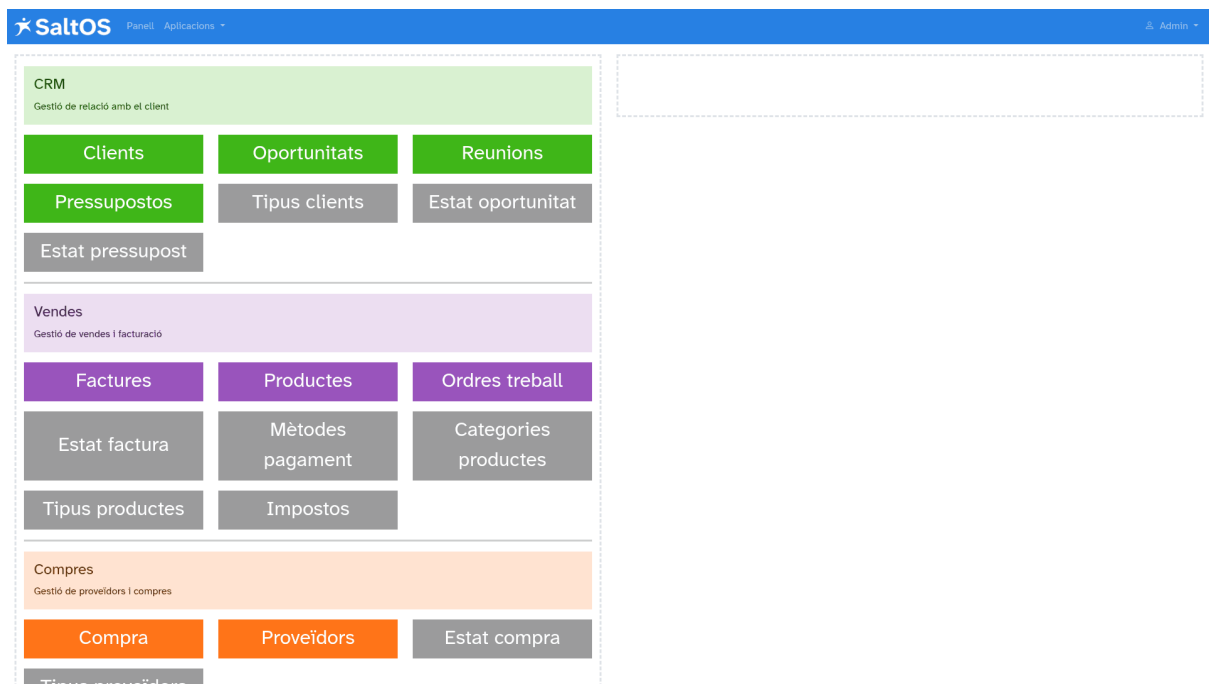 SaltOS Panell Aplicacions Admin
CRM
Gestió de relació amb el client
Clients Oportunitats Reunions
Pressupostos Tipus clients Estat oportunitat
Estat pressupost
Vendes
Gestió de vendes i facturació
Factures Productes Ordres treball
Estat factura
Mètodes
pagament
Categories
productes
Tipus productes Impostos
Compres
Gestió de proveïdors i compres
Compra Proveïdors Estat compra
Tipus proveïdors